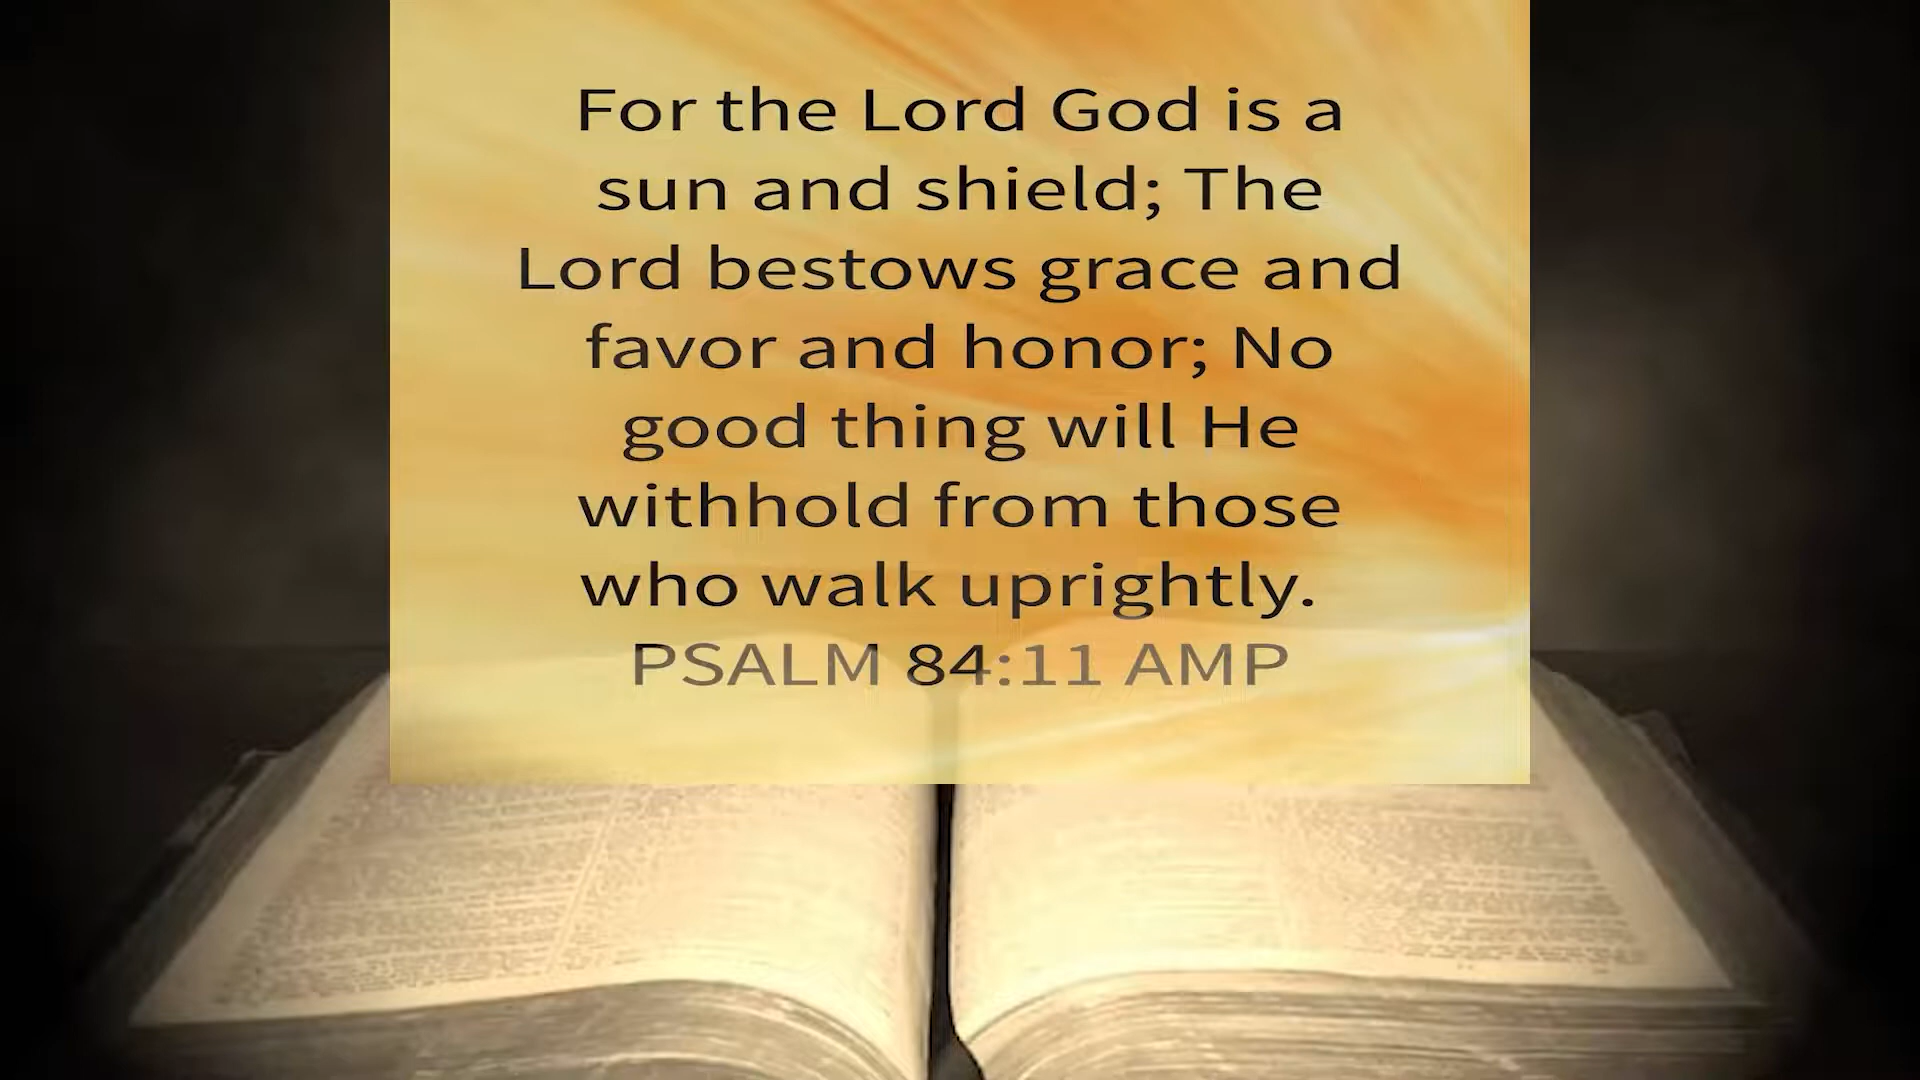 For the Lord God is a
sun and shield; The
Lord bestows grace and
favor and honor; No
good thing will He
withhold from those
who walk uprightly.
PSALM 84:11 AMP